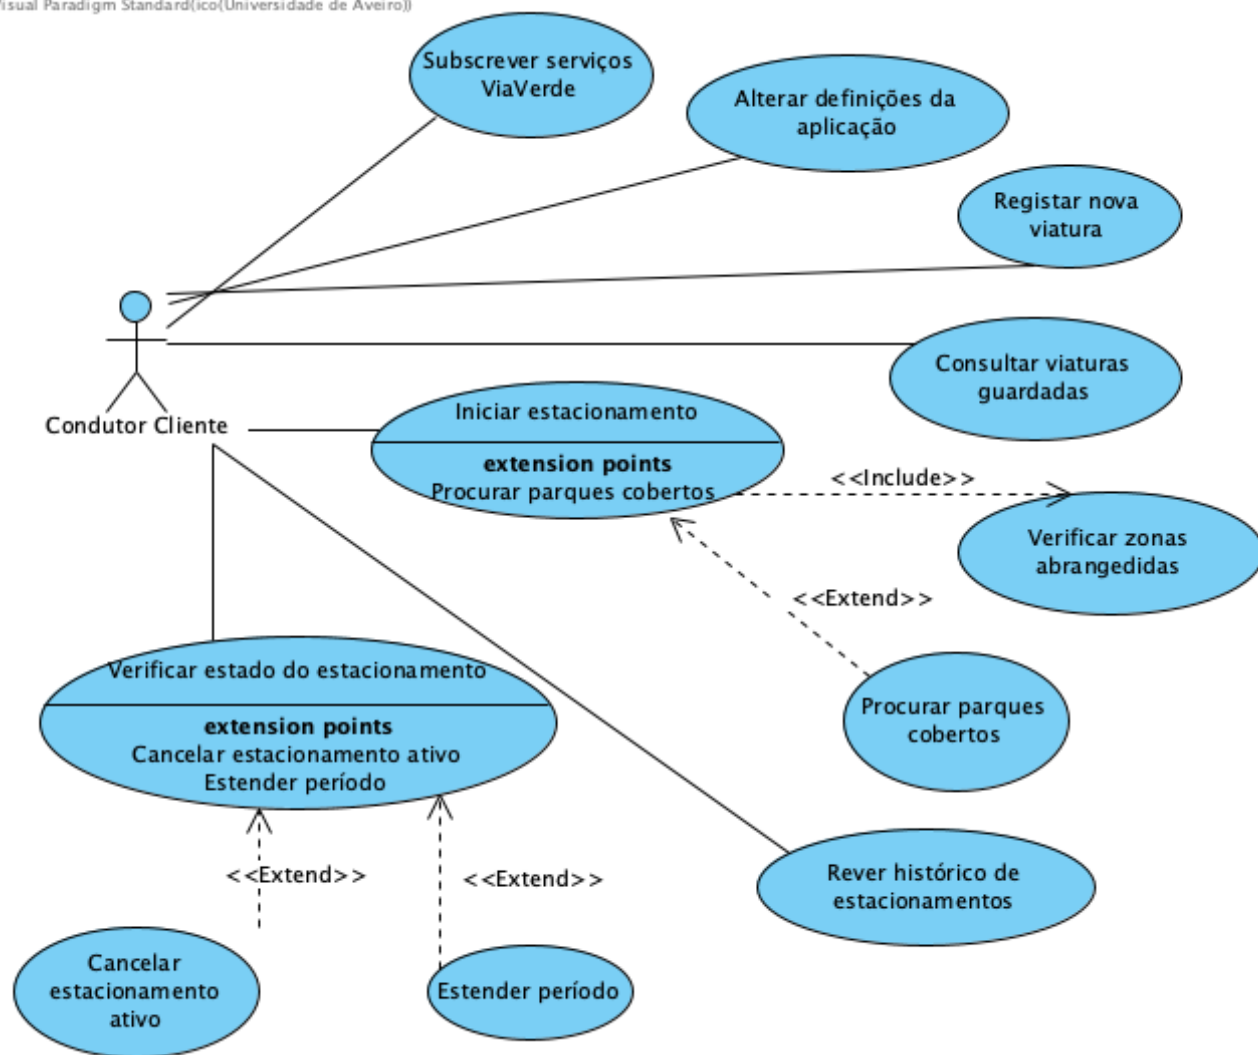 Visual Paradigm Standard(ico(Universidade de Aveiro))
Subscrever serviços
ViaVerde
Alterar definições da
aplicação
Registar nova
viatura
Consultar viaturas
guardadas
Condutor Cliente
Iniciar estacionamento
extension points
Procurar parques cobertos
<<Include>>
Verificar zonas
abrangedidas
<<Extend>>
Procurar parques
cobertos
Verificar estado do estacionamento
extension points
Cancelar estacionamento ativo
Estender período
<<Extend>>
<<Extend>>
Rever histórico de
estacionamentos
Cancelar
estacionamento
ativo
Estender período